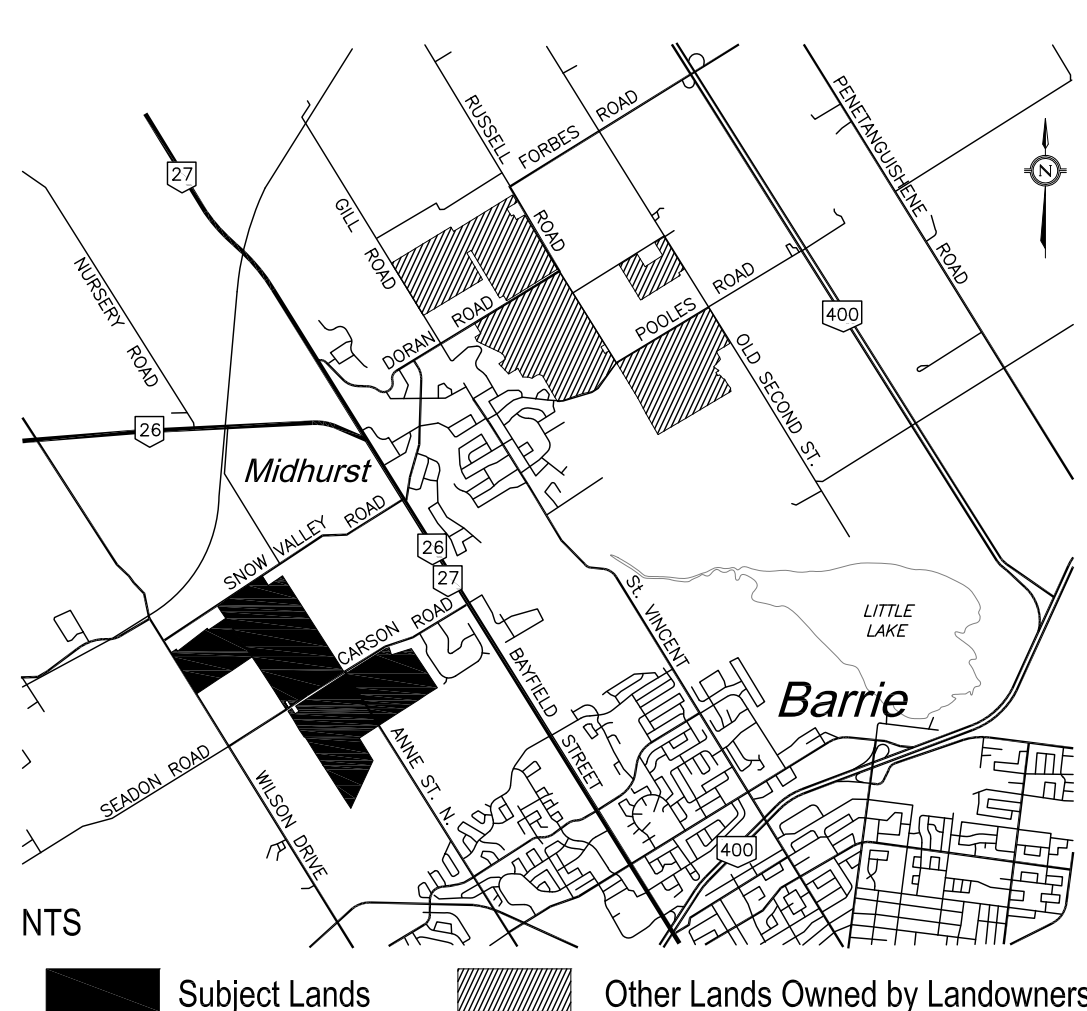 RUSSELL
ROAD
FORBES ROAD
PENETANGUISHENE
ROAD
27
N
GILL
ROAD
NURSERY
ROAD
DORAN ROAD
POOLES ROAD
400
OLD SECOND ST.
26
Midhurst
SNOW VALLEY ROAD
26
27
CARSON ROAD
St. VINCENT
LITTLE
LAKE
BAYFIELD
STREET
Barrie
ANNE ST. N.
SEADON ROAD
WILSON DRIVE
400
NTS
Subject Lands
Other Lands Owned by Landowners